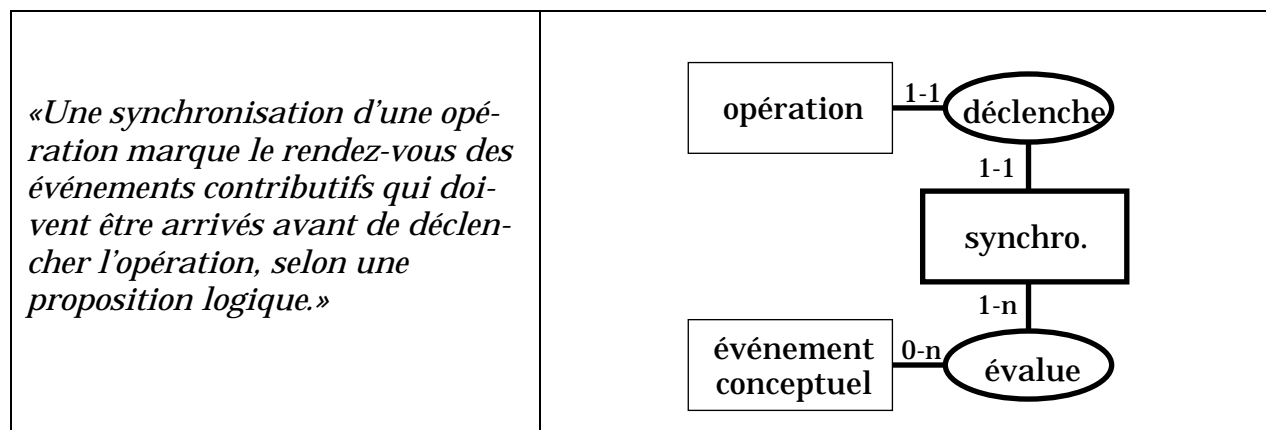 «Une synchronisation d'une opé-
ration marque le rendez-vous des
événements contributifs qui doi-
vent être arrivés avant de déclen-
cher l'opération, selon une
proposition logique.»
opération
1-1
déclenche
1-1
synchro.
1-n
événement
conceptuel
0-n
évalue